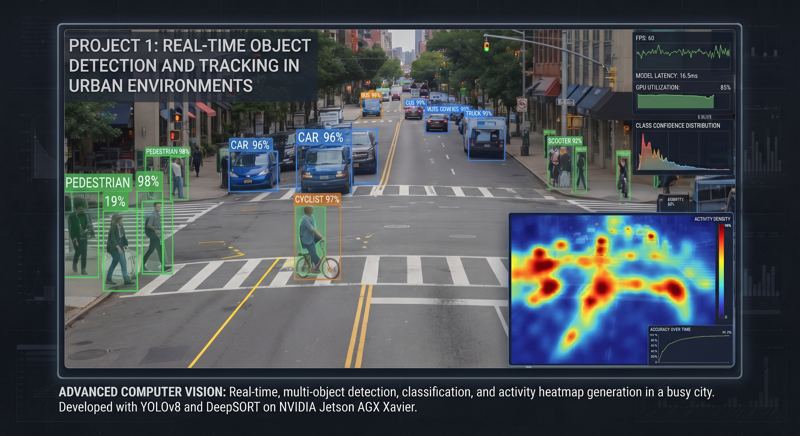 PROJECT 1: REAL-TIME OBJECT
DETECTION AND TRACKING IN
URBAN ENVIRONMENTS
FPS: 60
MODEL LATENCY: 16.5ms
GPU UTILIZATION: 85%
CLASS CONFIDENCE DISTRIBUTION
BUS 98%
TRUCK 90%
PEDESTRIAN 98%
CAR 96%
CAR 96%
SCOOTER 92%
PEDESTRIAN 98%
19%
CYCLIST 97%
ACTIVITY DENSITY
ACCURACY OVER TIME
ADVANCED COMPUTER VISION: Real-time, multi-object detection, classification, and activity heatmap generation in a busy city.
Developed with YOLOv8 and DeepSORT on NVIDIA Jetson AGX Xavier.